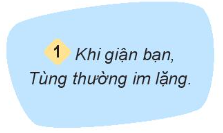 1 Khi giận bạn,
Tùng thường im lặng.